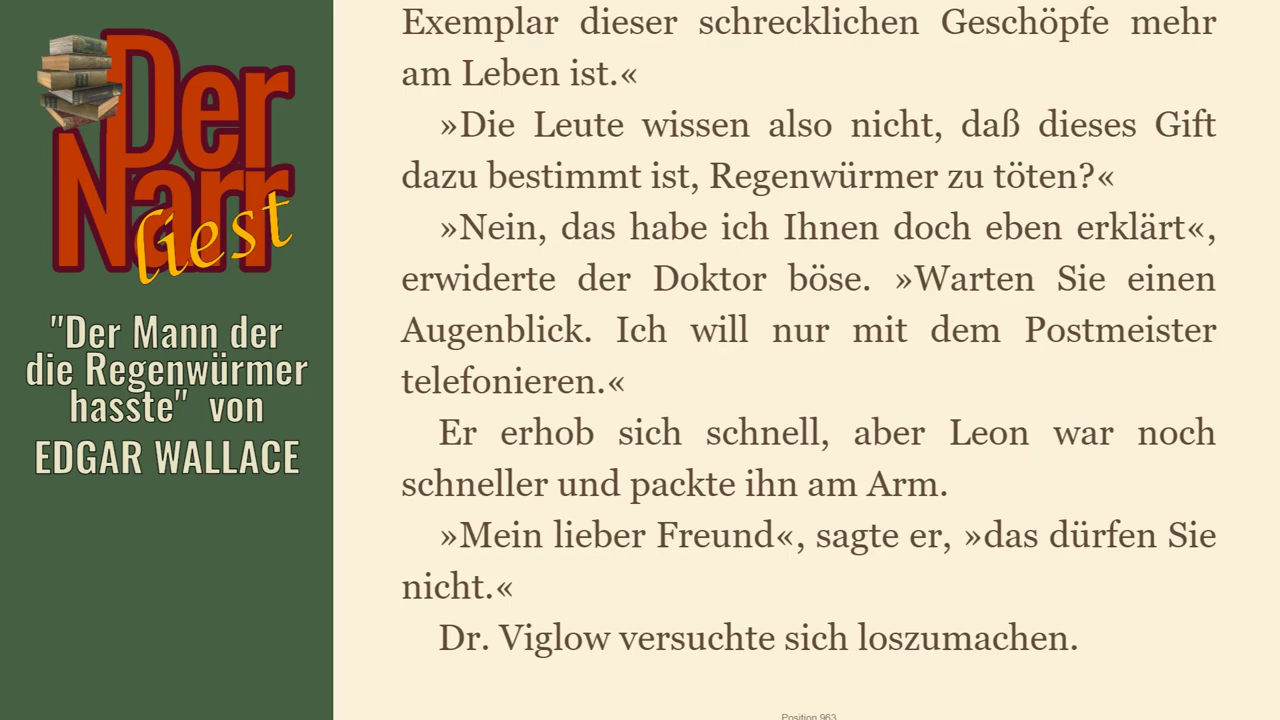 Der
Narr
liest
"Der Mann der
die Regenwürmer
hasste" von
EDGAR WALLACE
Exemplar dieser schrecklichen Geschöpfe mehr
am Leben ist.«
»Die Leute wissen also nicht, daß dieses Gift
dazu bestimmt ist, Regenwürmer zu töten?«
»Nein, das habe ich Ihnen doch eben erklärt«,
erwiderte der Doktor böse. »Warten Sie einen
Augenblick. Ich will nur mit dem Postmeister
telefonieren.«
Er erhob sich schnell, aber Leon war noch
schneller und packte ihn am Arm.
»Mein lieber Freund«, sagte er, »das dürfen Sie
nicht.«
Dr. Viglow versuchte sich loszumachen.
Position 963